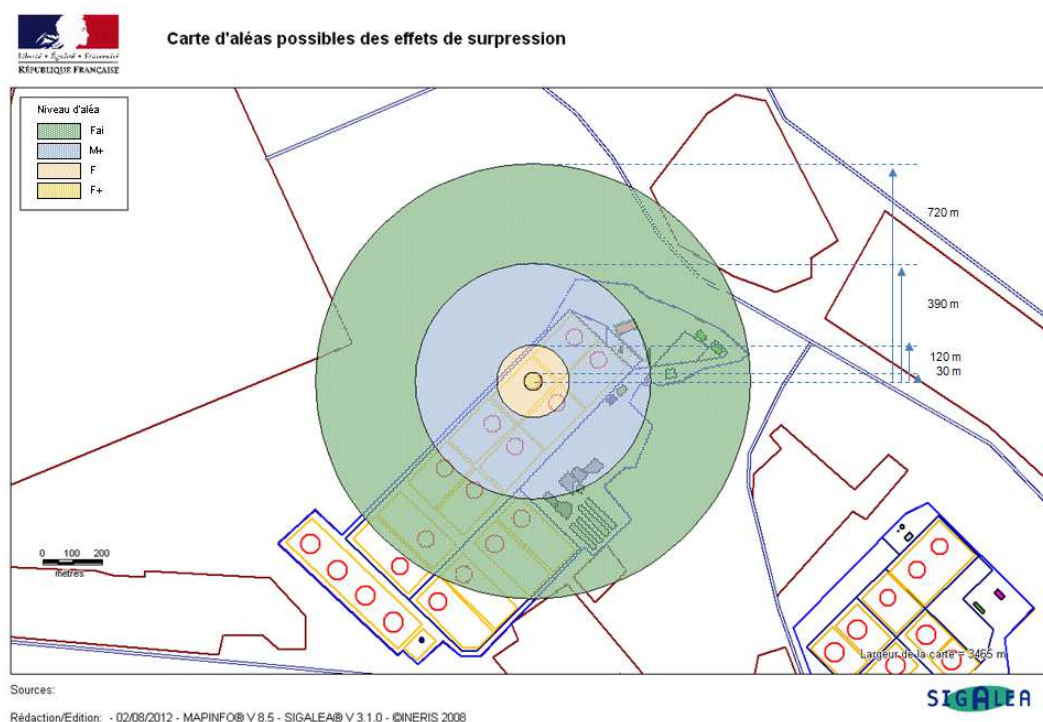 Carte d'aléas possibles des effets de surpression
Liberté • Égalité • Fraternité
RÉPUBLIQUE FRANÇAISE
Niveau d'aléa
Fai
M+
F
F+
720 m
390 m
120 m
30 m
0 100 200
metres
Largeur de la carte = 3465 m
Sources:
Rédaction/Edition: - 02/08/2012 - MAPINFO® V 8.5 - SIGALEA® V 3.1.0 - ©INERIS 2008
SIGALEA